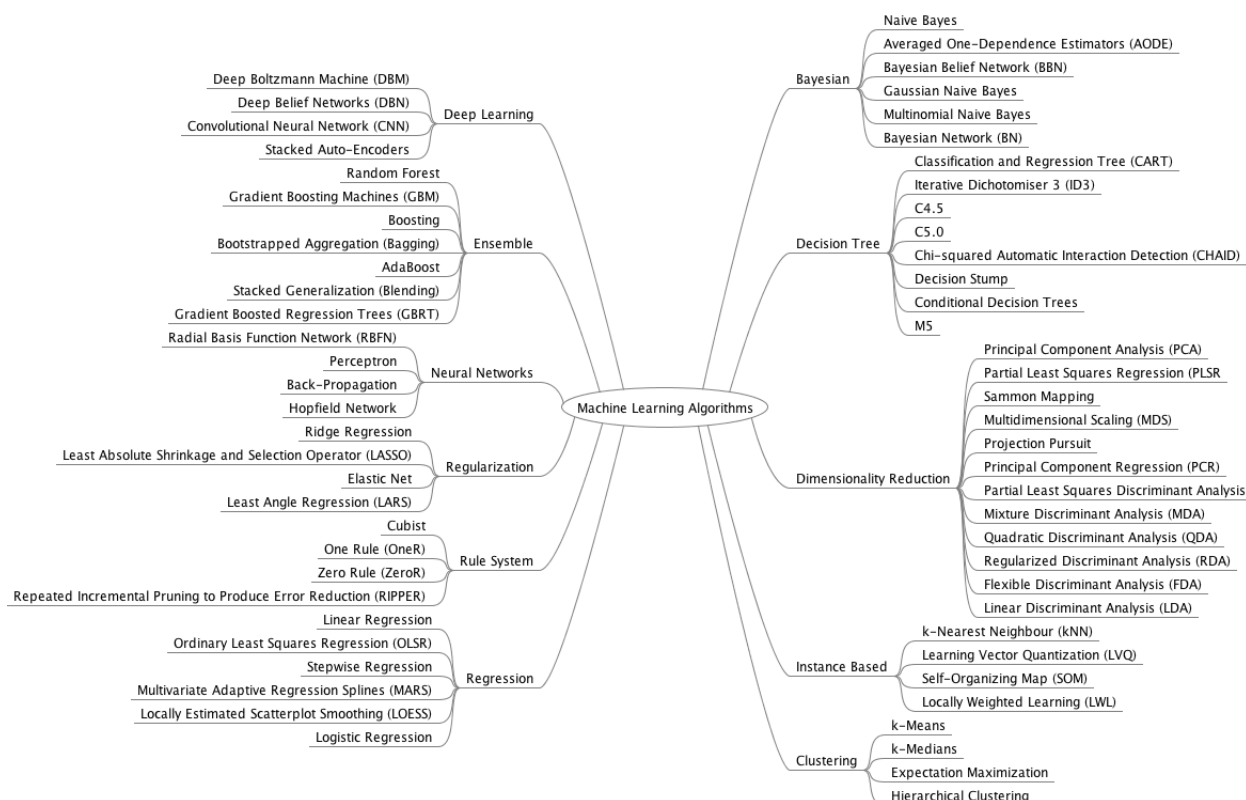 Machine Learning Algorithms
Deep Learning
Deep Boltzmann Machine (DBM)
Deep Belief Networks (DBN)
Convolutional Neural Network (CNN)
Stacked Auto-Encoders
Ensemble
Random Forest
Gradient Boosting Machines (GBM)
Boosting
Bootstrapped Aggregation (Bagging)
AdaBoost
Stacked Generalization (Blending)
Gradient Boosted Regression Trees (GBRT)
Neural Networks
Radial Basis Function Network (RBFN)
Perceptron
Back-Propagation
Hopfield Network
Regularization
Ridge Regression
Least Absolute Shrinkage and Selection Operator (LASSO)
Elastic Net
Least Angle Regression (LARS)
Rule System
Cubist
One Rule (OneR)
Zero Rule (ZeroR)
Repeated Incremental Pruning to Produce Error Reduction (RIPPER)
Regression
Linear Regression
Ordinary Least Squares Regression (OLSR)
Stepwise Regression
Multivariate Adaptive Regression Splines (MARS)
Locally Estimated Scatterplot Smoothing (LOESS)
Logistic Regression
Bayesian
Naive Bayes
Averaged One-Dependence Estimators (AODE)
Bayesian Belief Network (BBN)
Gaussian Naive Bayes
Multinomial Naive Bayes
Bayesian Network (BN)
Decision Tree
Classification and Regression Tree (CART)
Iterative Dichotomiser 3 (ID3)
C4.5
C5.0
Chi-squared Automatic Interaction Detection (CHAID)
Decision Stump
Conditional Decision Trees
M5
Dimensionality Reduction
Principal Component Analysis (PCA)
Partial Least Squares Regression (PLSR
Sammon Mapping
Multidimensional Scaling (MDS)
Projection Pursuit
Principal Component Regression (PCR)
Partial Least Squares Discriminant Analysis
Mixture Discriminant Analysis (MDA)
Quadratic Discriminant Analysis (QDA)
Regularized Discriminant Analysis (RDA)
Flexible Discriminant Analysis (FDA)
Linear Discriminant Analysis (LDA)
Instance Based
k-Nearest Neighbour (kNN)
Learning Vector Quantization (LVQ)
Self-Organizing Map (SOM)
Locally Weighted Learning (LWL)
Clustering
k-Means
k-Medians
Expectation Maximization
Hierarchical Clustering